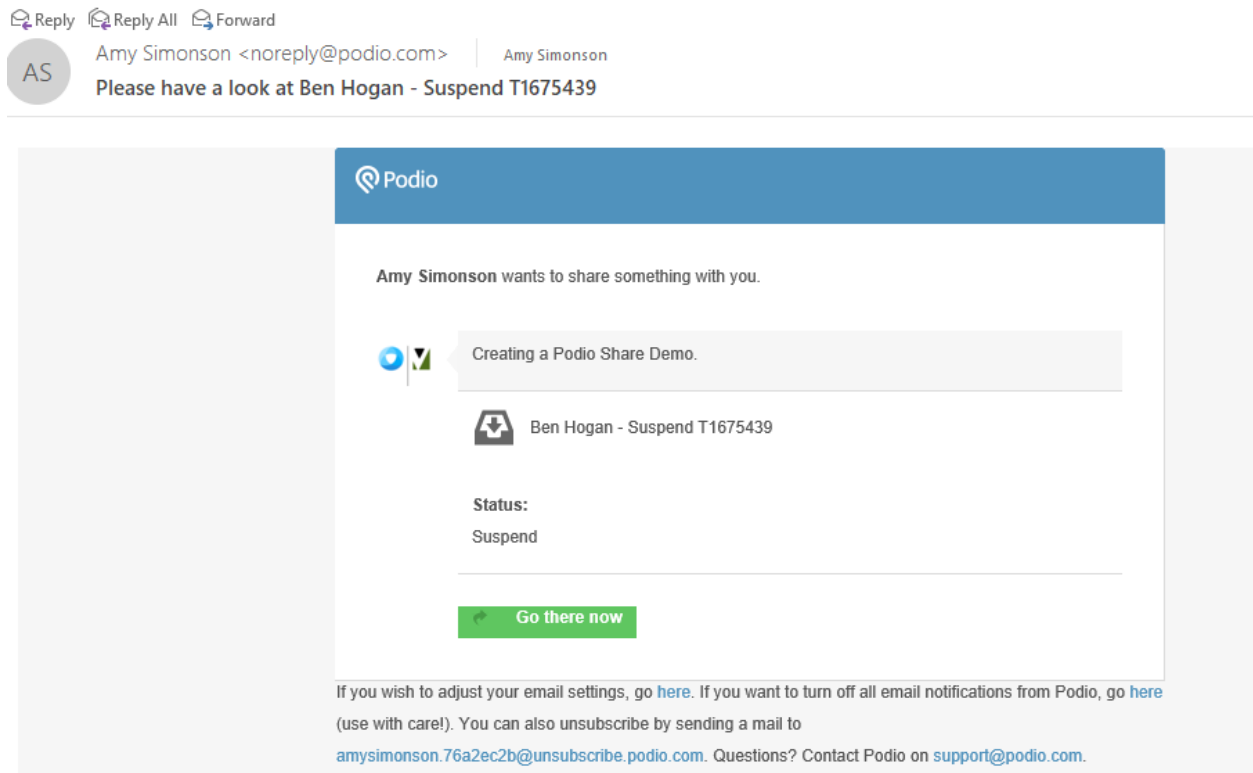 Reply Reply All Forward
AS
Amy Simonson <noreply@podio.com> Amy Simonson
Please have a look at Ben Hogan - Suspend T1675439
Podio
Amy Simonson wants to share something with you.
Creating a Podio Share Demo.
Ben Hogan - Suspend T1675439
Status:
Suspend
Go there now
If you wish to adjust your email settings, go here. If you want to turn off all email notifications from Podio, go here
(use with care!). You can also unsubscribe by sending a mail to
amysimonson.76a2ec2b@unsubscribe.podio.com. Questions? Contact Podio on support@podio.com.